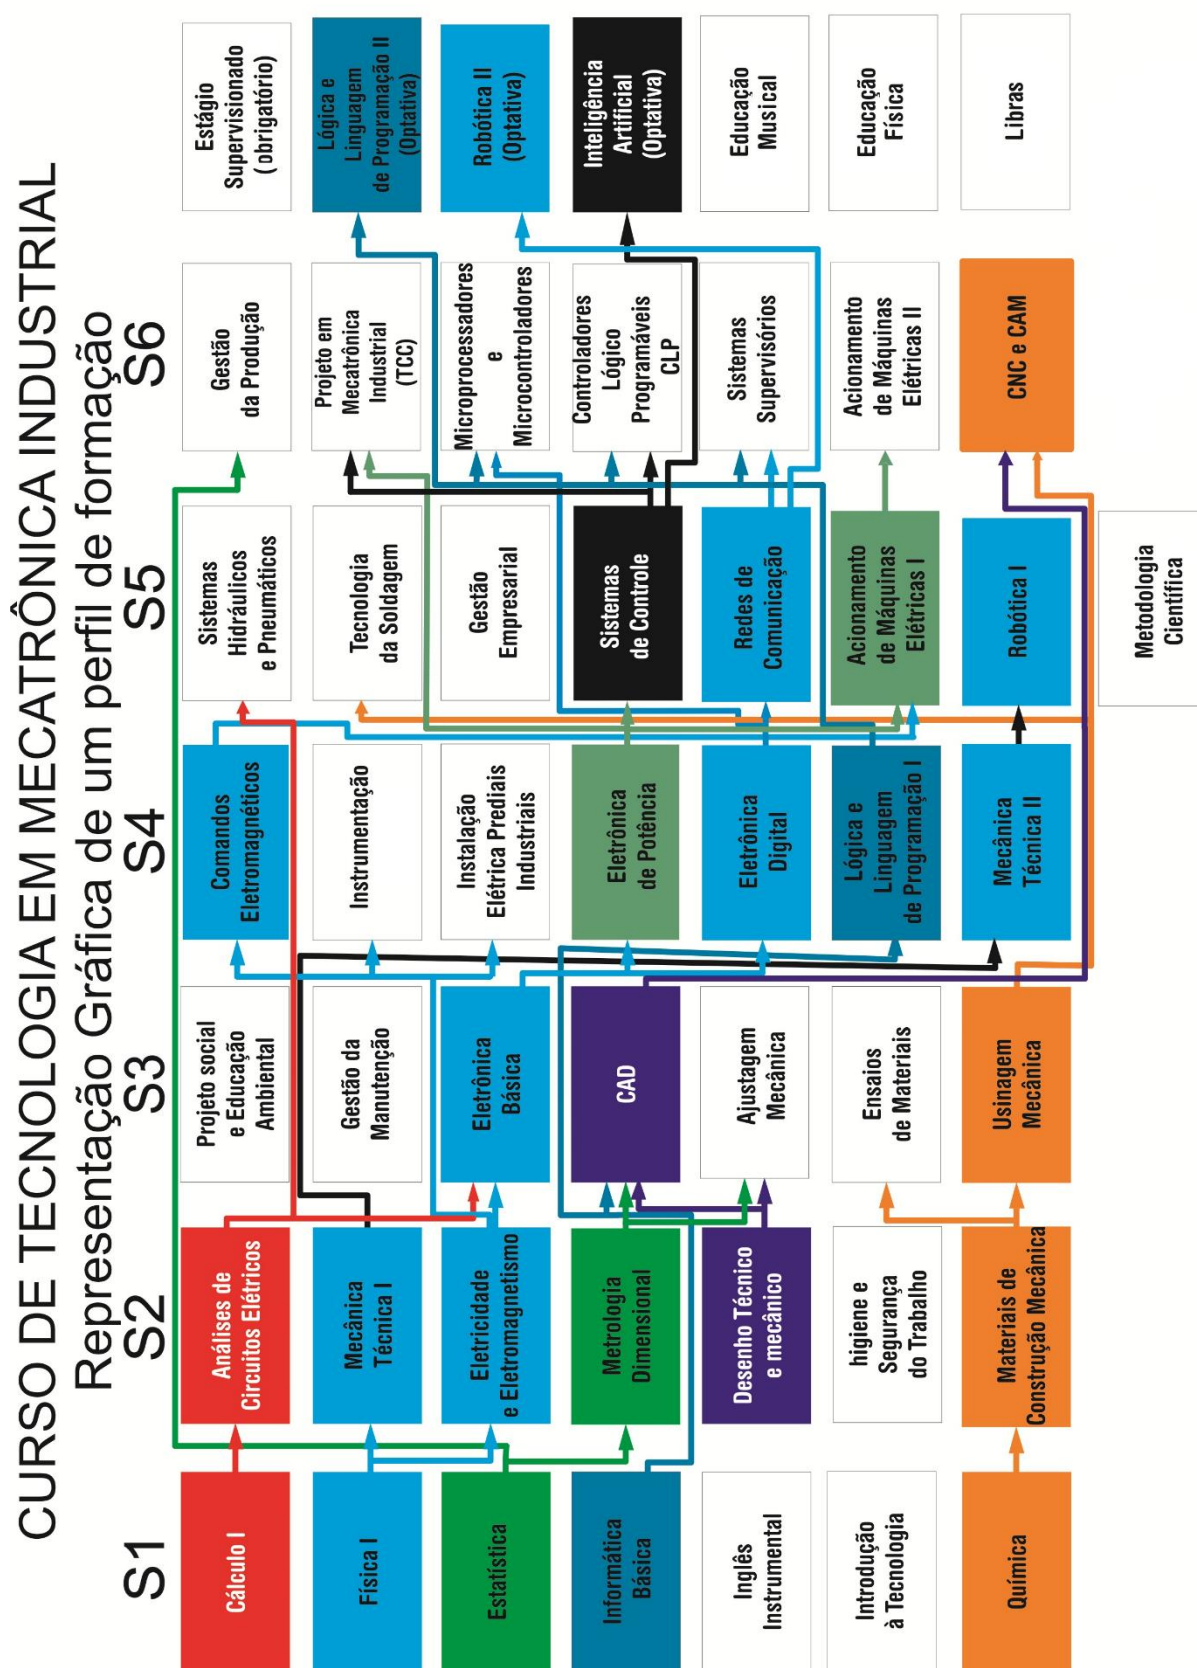 CURSO DE TECNOLOGIA EM MECATRÔNICA INDUSTRIAL
Representação Gráfica de um perfil de formação
S1
S2
S3
S4
S5
S6
Cálculo I
Física I
Estatística
Informática
Básica
Inglês
Instrumental
Introdução
à Tecnologia
Química
Análises de
Circuitos Elétricos
Mecânica
Técnica I
Eletricidade
e Eletromagnetismo
Metrologia
Dimensional
Desenho Técnico
e mecânico
higiene e
Segurança
do Trabalho
Materiais de
Construção Mecânica
Projeto social
e Educação
Ambiental
Gestão da
Manutenção
Eletrônica
Básica
CAD
Ajustagem
Mecânica
Ensaios
de Materiais
Usinagem
Mecânica
Comandos
Eletromagnéticos
Instrumentação
Instalação
Elétrica Prediais
Industriais
Eletrônica
de Potência
Eletrônica
Digital
Lógica e
Linguagem
de Programação I
Mecânica
Técnica II
Sistemas
Hidráulicos
e Pneumáticos
Tecnologia
da Soldagem
Gestão
Empresarial
Sistemas
de Controle
Redes de
Comunicação
Acionamento
de Máquinas
Elétricas I
Robótica I
Metodologia
Científica
Gestão
da Produção
Projeto em
Mecatrônica
Industrial
(TCC)
Microprocessadores
e
Microcontroladores
Controladores
Lógico
Programáveis
CLP
Sistemas
Supervisórios
Acionamento
de Máquinas
Elétricas II
CNC e CAM
Estágio
Supervisionado
(obrigatório)
Lógica e
Linguagem
de Programação II
(Optativa)
Robótica II
(Optativa)
Inteligência
Artificial
(Optativa)
Educação
Musical
Educação
Física
Libras